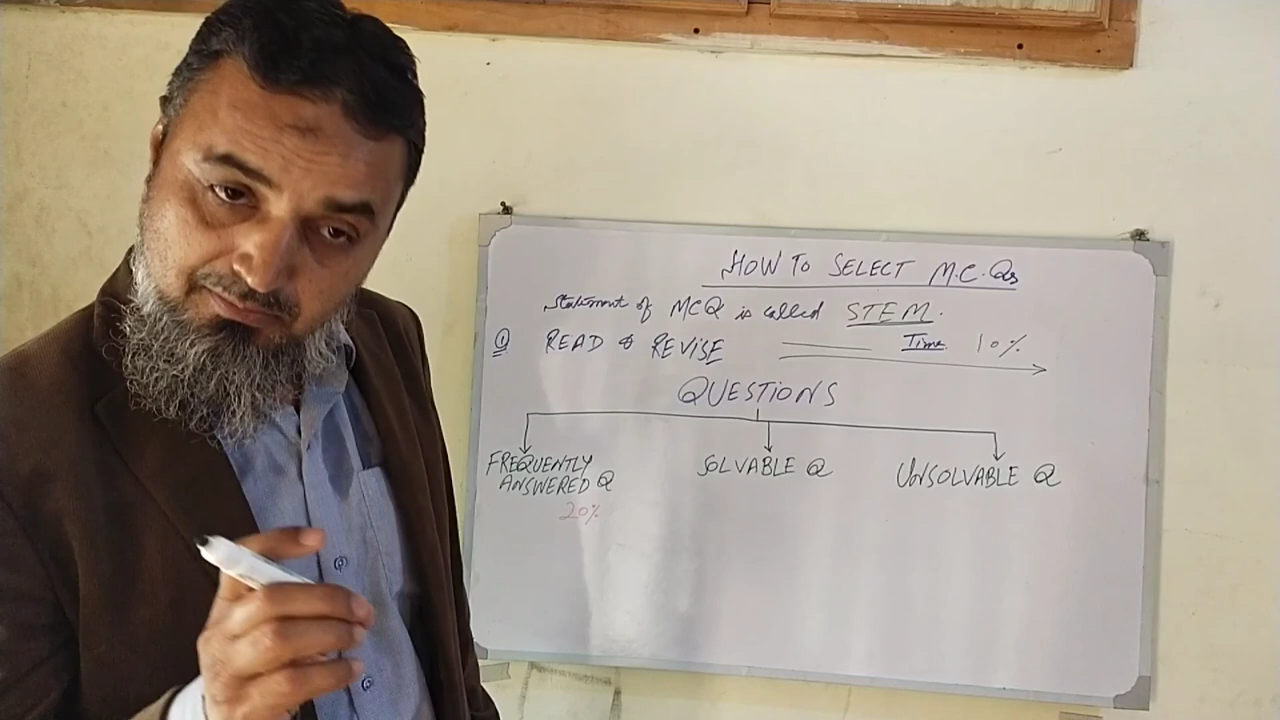 HOW TO SELECT M.C.Qs
Statement of MCQ is called STEM.
① READ & REVISE Time 10%
QUESTIONS
FREQUENTLY
ANSWERED Q
20%
SOLVABLE Q
UNSOLVABLE Q